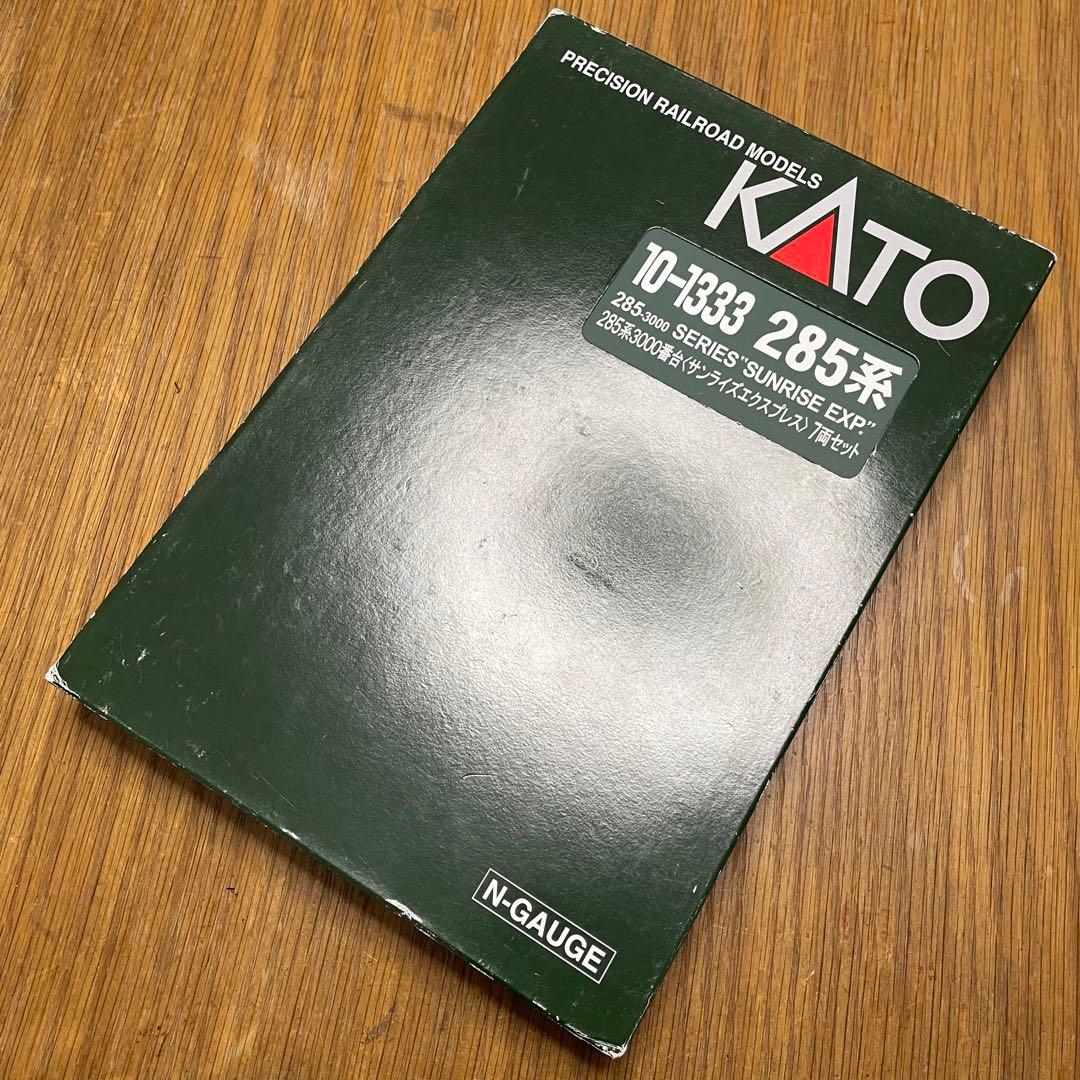 PRECISION RAILROAD MODELS
KATO
10-1333 285系
285-3000 SERIES "SUNRISE EXP."
285系3000番台〈サンライズエクスプレス〉7両セット
N-GAUGE